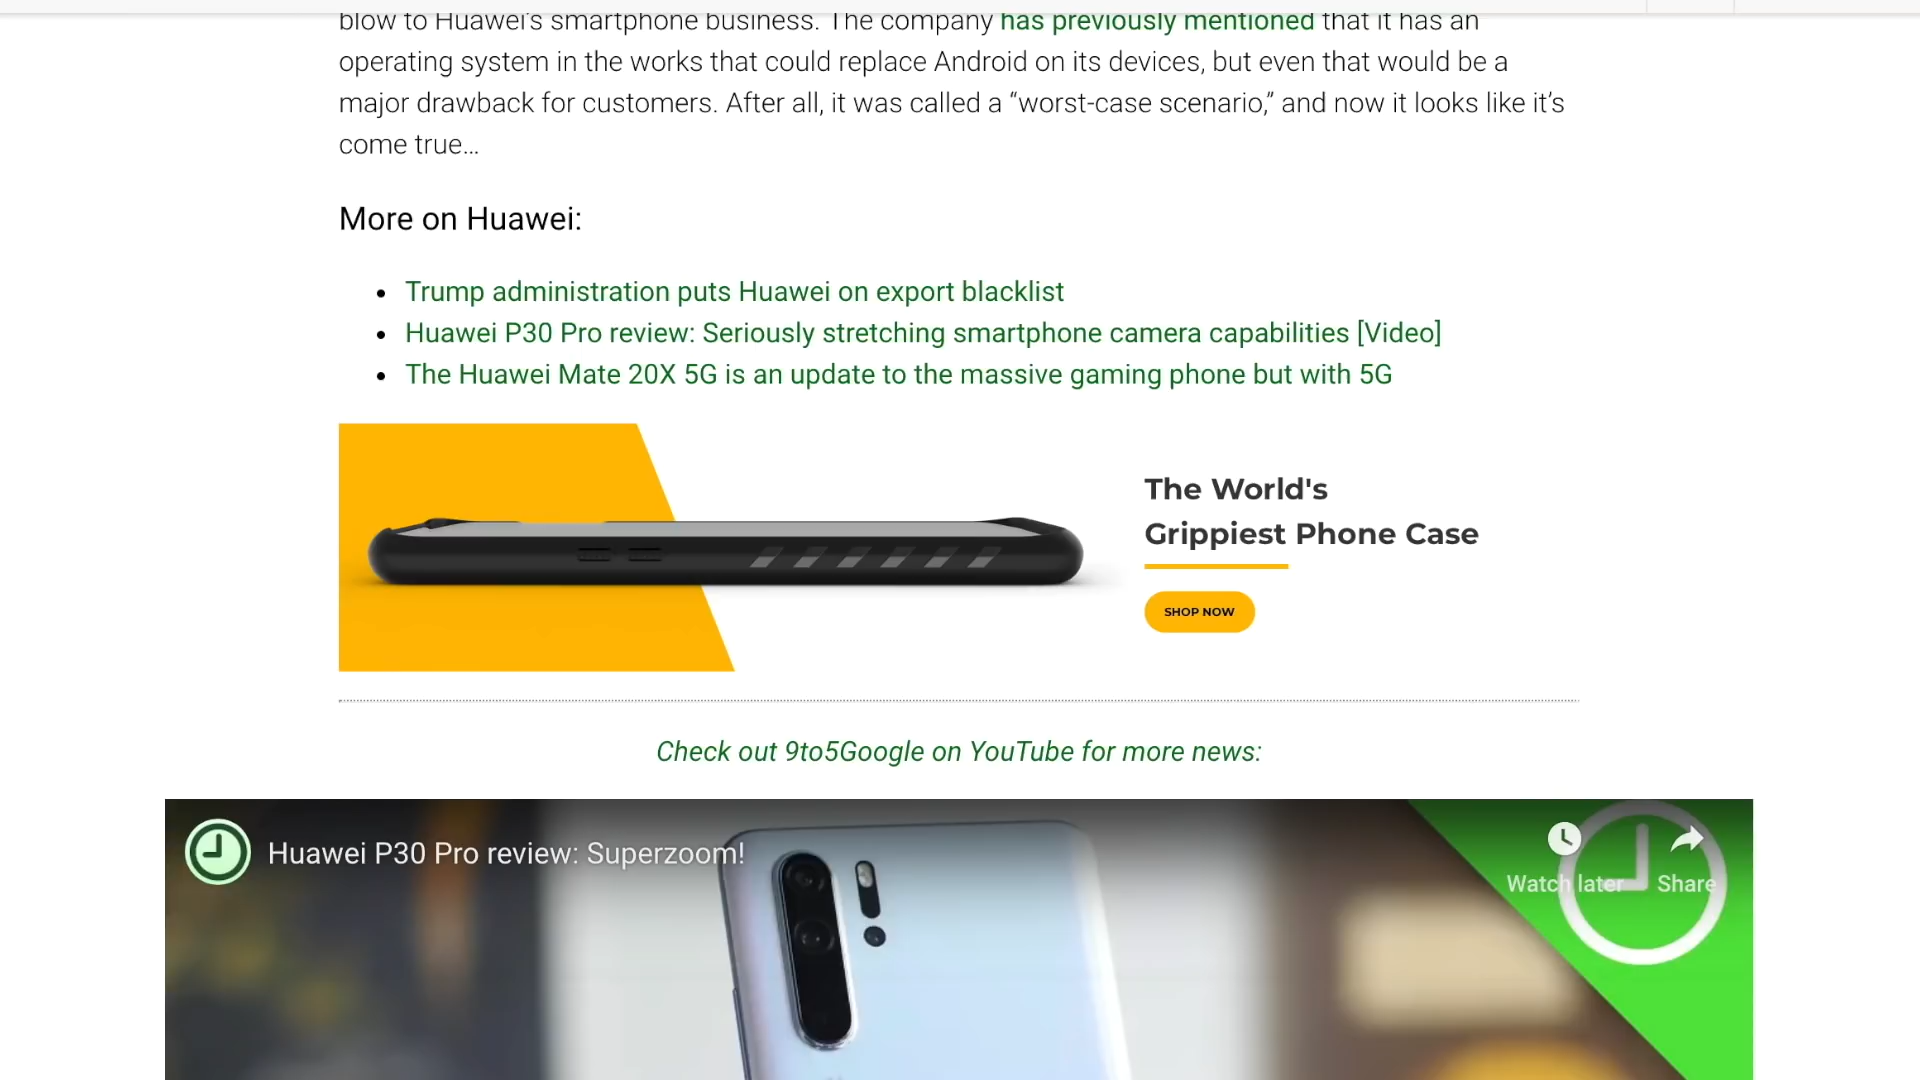 blow to Huawei's smartphone business. The company has previously mentioned that it has an
operating system in the works that could replace Android on its devices, but even that would be a
major drawback for customers. After all, it was called a “worst-case scenario,” and now it looks like it’s
come true…
More on Huawei:
Trump administration puts Huawei on export blacklist
Huawei P30 Pro review: Seriously stretching smartphone camera capabilities [Video]
The Huawei Mate 20X 5G is an update to the massive gaming phone but with 5G
The World's
Grippiest Phone Case
SHOP NOW
Check out 9to5Google on YouTube for more news:
Huawei P30 Pro review: Superzoom!
Watch later Share